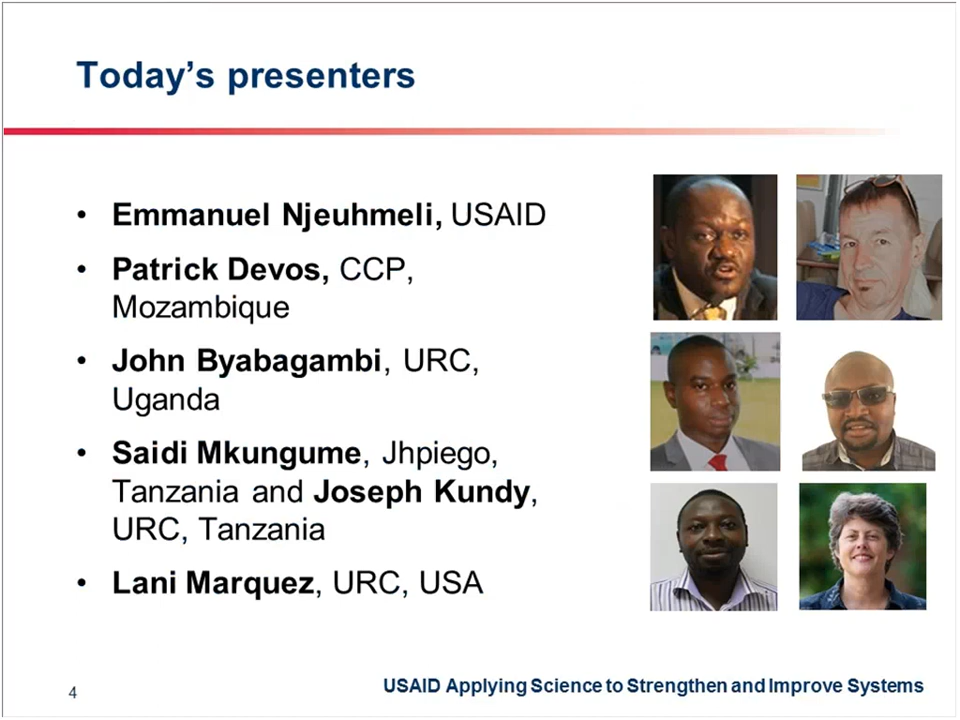 Today’s presenters
• Emmanuel Njeuhmeli, USAID
• Patrick Devos, CCP,
Mozambique
• John Byabagambi, URC,
Uganda
• Saidi Mkungume, Jhpiego,
Tanzania and Joseph Kundy,
URC, Tanzania
• Lani Marquez, URC, USA
4
USAID Applying Science to Strengthen and Improve Systems